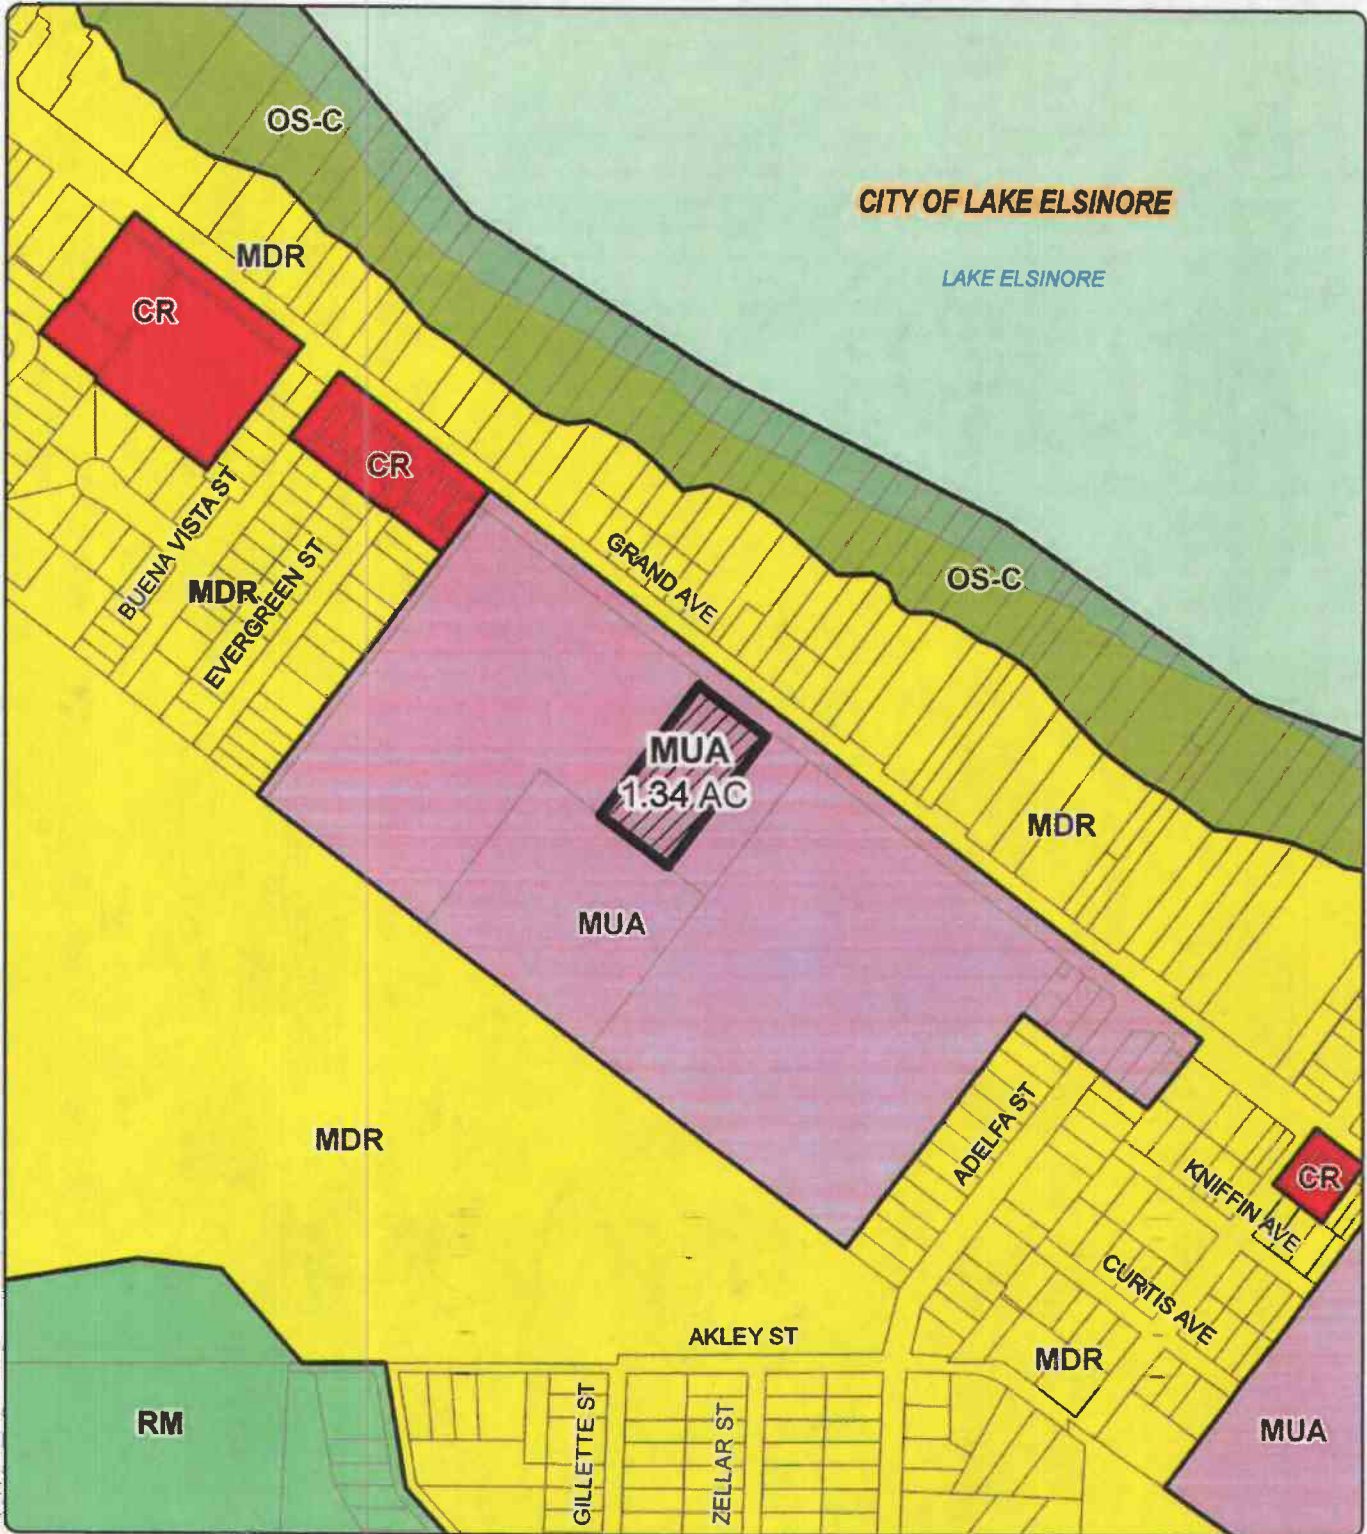 OS-C
CITY OF LAKE ELSINORE
MDR
LAKE ELSINORE
CR
CR
BUENA VISTA ST
MDR
EVERGREEN ST
GRAND AVE
OS-C
MUA
1.34 AC
MDR
MUA
MDR
ADELFA ST
KNIFFIN AVE
CR
CURTIS AVE
AKLEY ST
MDR
RM
GILLETTE ST
ZELLAR ST
MUA